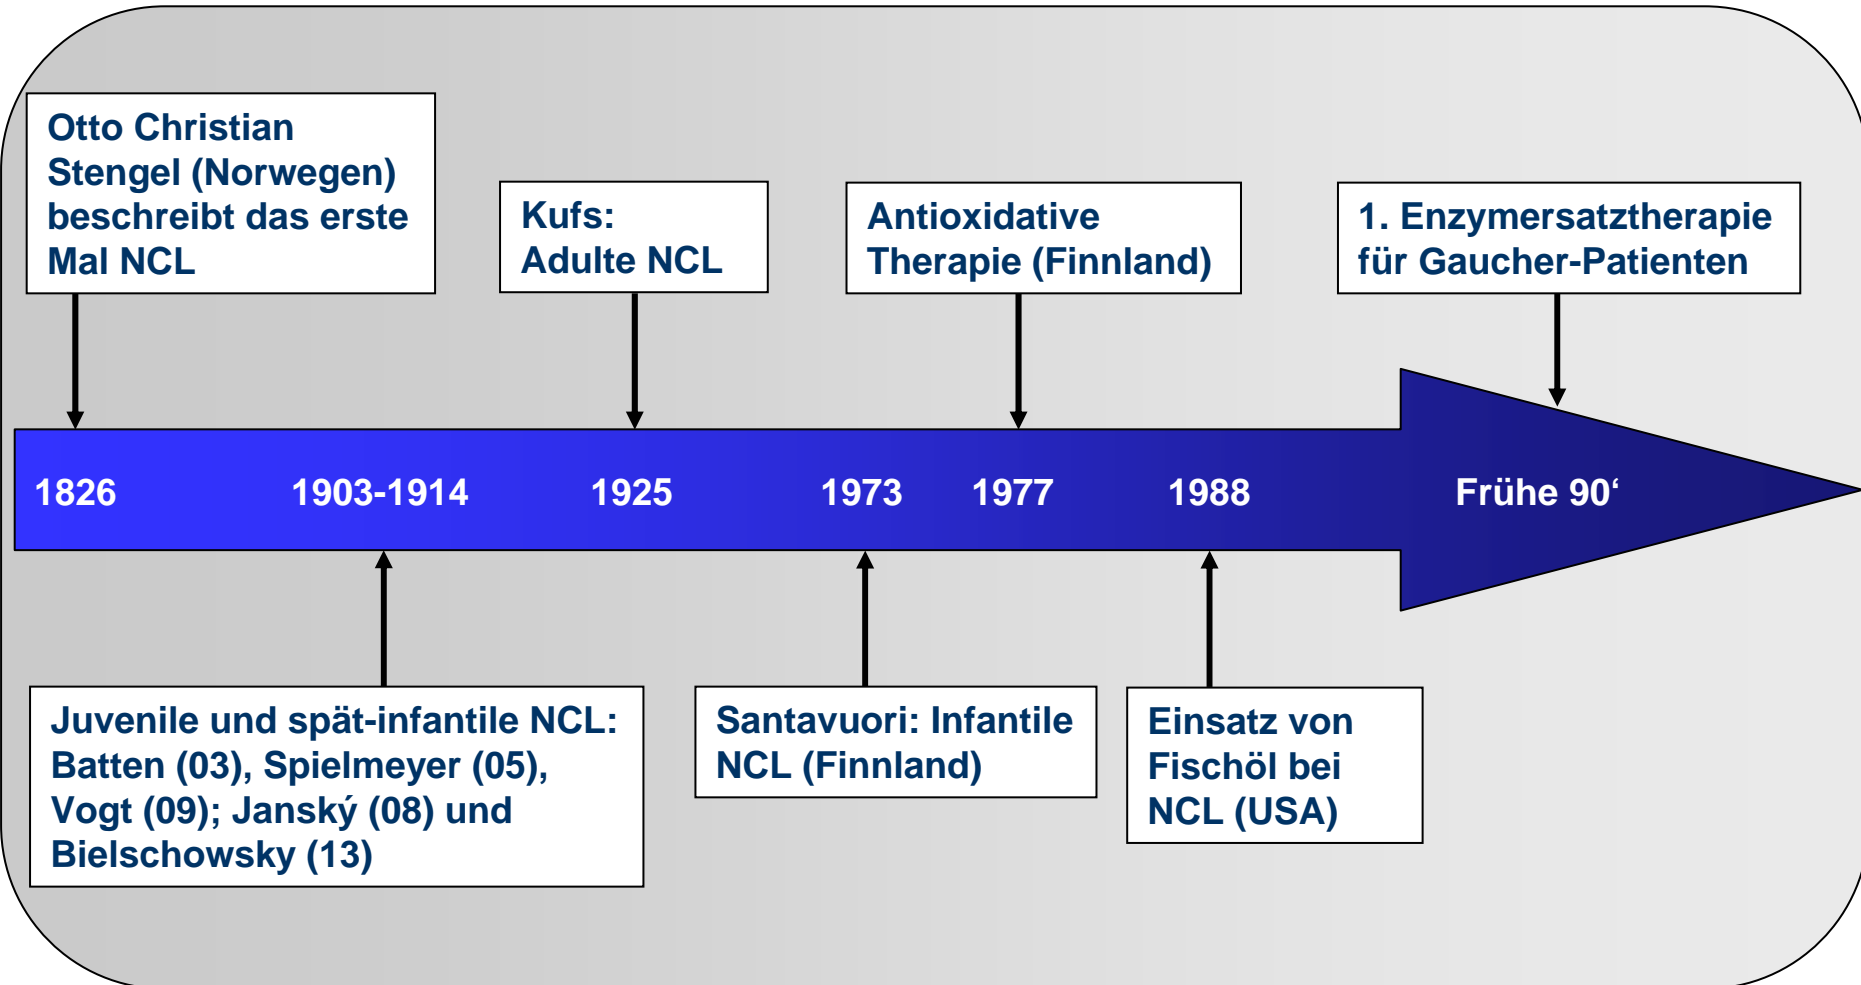 Otto Christian
Stengel (Norwegen)
beschreibt das erste
Mal NCL
Kufs:
Adulte NCL
Antioxidative
Therapie (Finnland)
1. Enzymersatztherapie
für Gaucher-Patienten
1826
1903-1914
1925
1973
1977
1988
Frühe 90‘
Juvenile und spät-infantile NCL:
Batten (03), Spielmeyer (05),
Vogt (09); Janský (08) und
Bielschowsky (13)
Santavuori: Infantile
NCL (Finnland)
Einsatz von
Fischöl bei
NCL (USA)